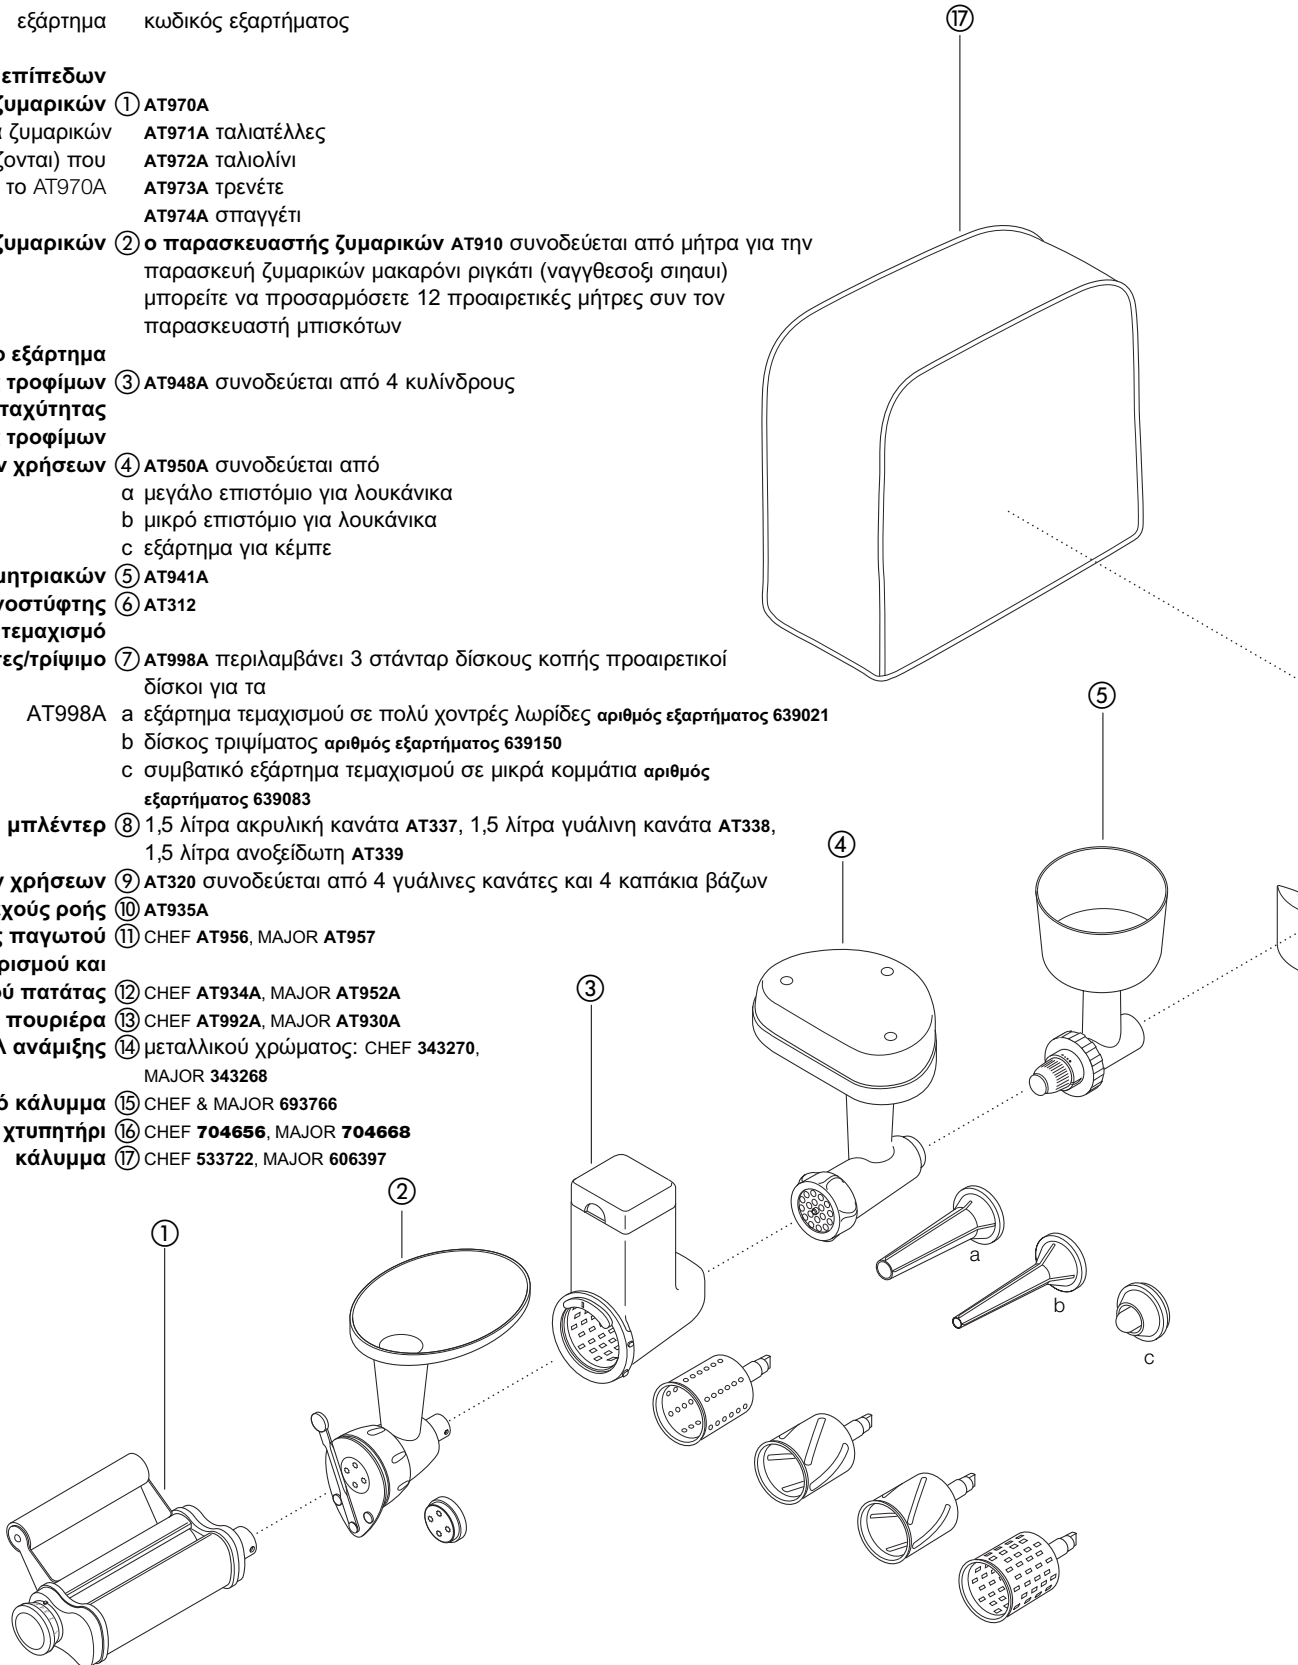 εξάρτημα κωδικός εξαρτήματος
επίπεδων
ζυμαρικών ① AT970A
ζυμαρικών AT971A ταλιατέλλες
ζονται) που AT972A ταλιολίνι
το AT970A AT973A τρενέτε
AT974A σπαγγέτι
ζυμαρικών ② ο παρασκευαστής ζυμαρικών AT910 συνοδεύεται από μήτρα για την
παρασκευή ζυμαρικών μακαρόνι ριγκάτι (ναγγθεσοξι σιηαυι)
μπορείτε να προσαρμόσετε 12 προαιρετικές μήτρες συν τον
παρασκευαστή μπισκότων
ο εξάρτημα
τροφίμων ③ AT948A συνοδεύεται από 4 κυλίνδρους
ταχύτητας
τροφίμων
ν χρήσεων ④ AT950A συνοδεύεται από
α μεγάλο επιστόμιο για λουκάνικα
b μικρό επιστόμιο για λουκάνικα
c εξάρτημα για κέμπε
μητριακών ⑤ AT941A
νοστύφτης ⑥ AT312
τεμαχισμό
τες/τρίψιμο ⑦ AT998A περιλαμβάνει 3 στάνταρ δίσκους κοπής προαιρετικοί
δίσκοι για τα
AT998A a εξάρτημα τεμαχισμού σε πολύ χοντρές λωρίδες αριθμός εξαρτήματος 639021
b δίσκος τριψίματος αριθμός εξαρτήματος 639150
c συμβατικό εξάρτημα τεμαχισμού σε μικρά κομμάτια αριθμός
εξαρτήματος 639083
μπλέντερ ⑧ 1,5 λίτρα ακρυλική κανάτα AT337, 1,5 λίτρα γυάλινη κανάτα AT338,
1,5 λίτρα ανοξείδωτη AT339
ν χρήσεων ⑨ AT320 συνοδεύεται από 4 γυάλινες κανάτες και 4 καπάκια βάζων
χούς ροής ⑩ AT935A
ς παγωτού ⑪ CHEF AT956, MAJOR AT957
ρισμού και
ού πατάτας ⑫ CHEF AT934A, MAJOR AT952A
πουριέρα ⑬ CHEF AT992A, MAJOR AT930A
λ ανάμιξης ⑭ μεταλλικού χρώματος: CHEF 343270,
MAJOR 343268
ό κάλυμμα ⑮ CHEF & MAJOR 693766
χτυπητήρι ⑯ CHEF 704656, MAJOR 704668
κάλυμμα ⑰ CHEF 533722, MAJOR 606397
⑰
⑤
④
③
②
①
a
b
c